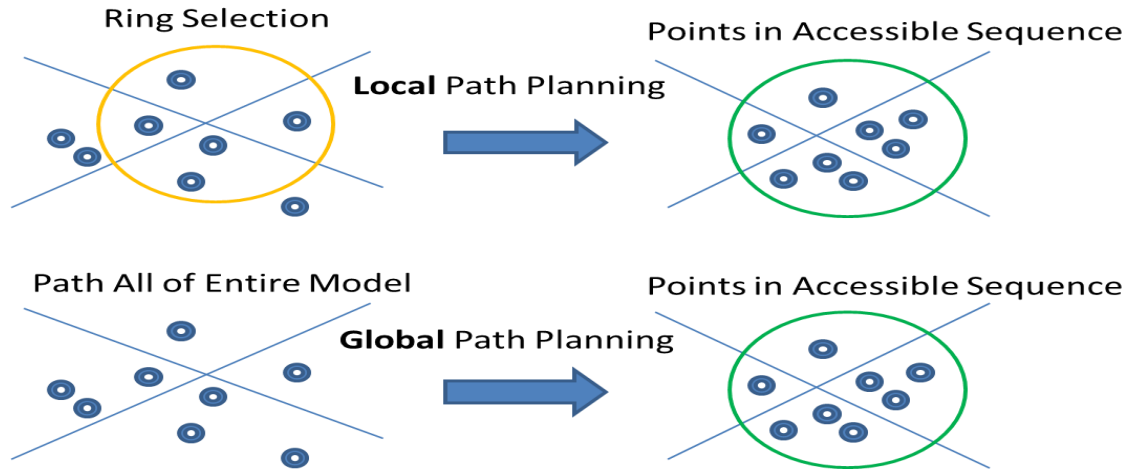 Ring Selection
Points in Accessible Sequence
Local Path Planning
Path All of Entire Model
Points in Accessible Sequence
Global Path Planning